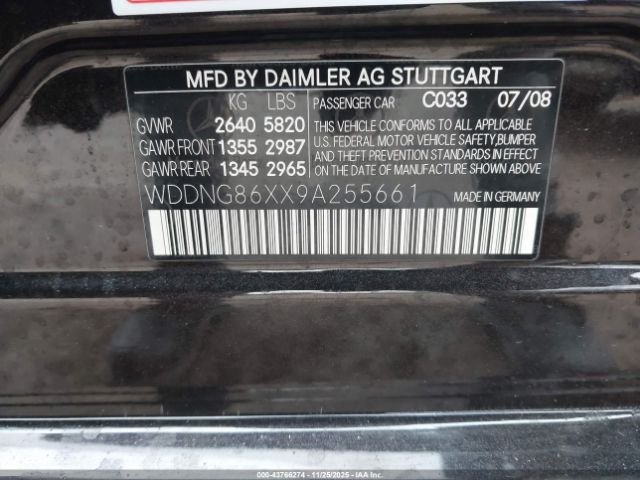 MFD BY DAIMLER AG STUTTGART
KG LBS
GVWR 2640 5820
GAWR FRONT 1355 2987
GAWR REAR 1345 2965
PASSENGER CAR C033 07/08
THIS VEHICLE CONFORMS TO ALL APPLICABLE
U.S. FEDERAL MOTOR VEHICLE SAFETY,BUMPER
AND THEFT PREVENTION STANDARDS IN
EFFECT ON THE DATE OF MANUFACTURE SHOWN ABOVE
WDDNG86XX9A255661
MADE IN GERMANY
000-43766274 - 11/25/2025 - IAAI.COM